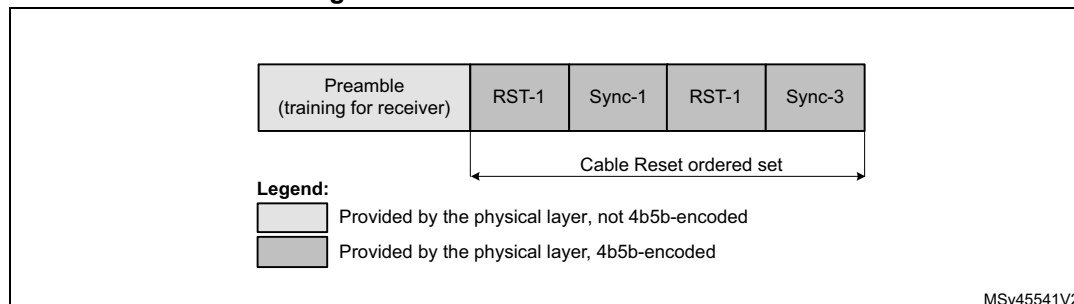 Preamble
(training for receiver)
RST-1
Sync-1
RST-1
Sync-3
Cable Reset ordered set
Legend:
Provided by the physical layer, not 4b5b-encoded
Provided by the physical layer, 4b5b-encoded
MSv45541V2